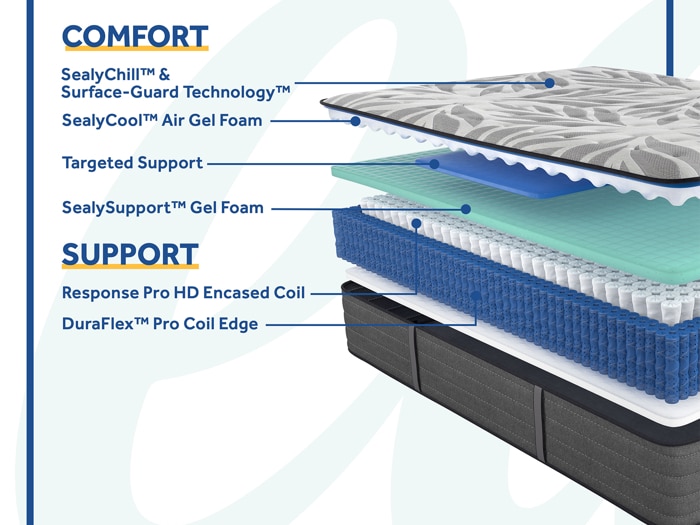 COMFORT
SealyChill™ &
Surface-Guard Technology™
SealyCool™ Air Gel Foam
Targeted Support
SealySupport™ Gel Foam
SUPPORT
Response Pro HD Encased Coil
DuraFlex™ Pro Coil Edge